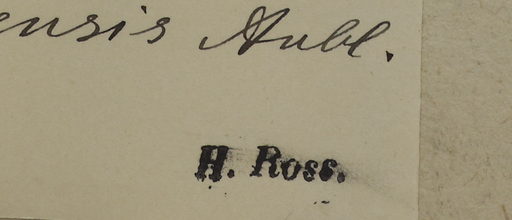 ensis Aubl.
H. Ross.